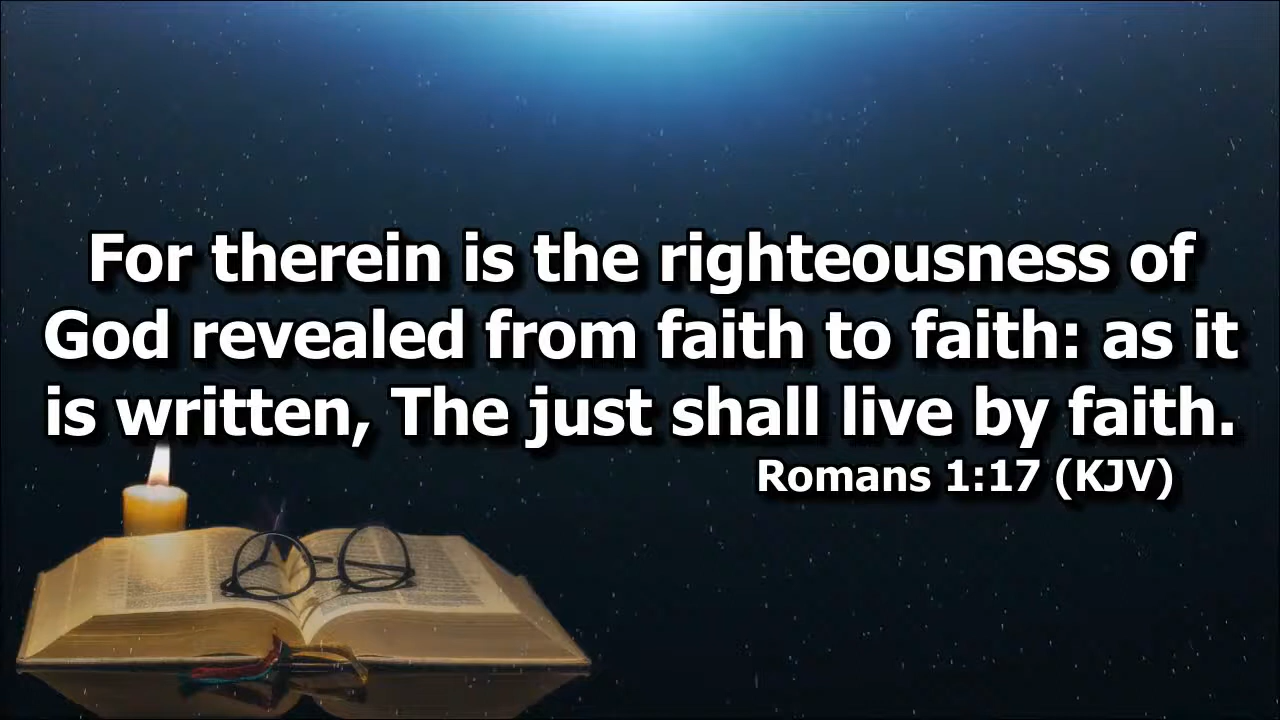 For therein is the righteousness of
God revealed from faith to faith: as it
is written, The just shall live by faith.
Romans 1:17 (KJV)